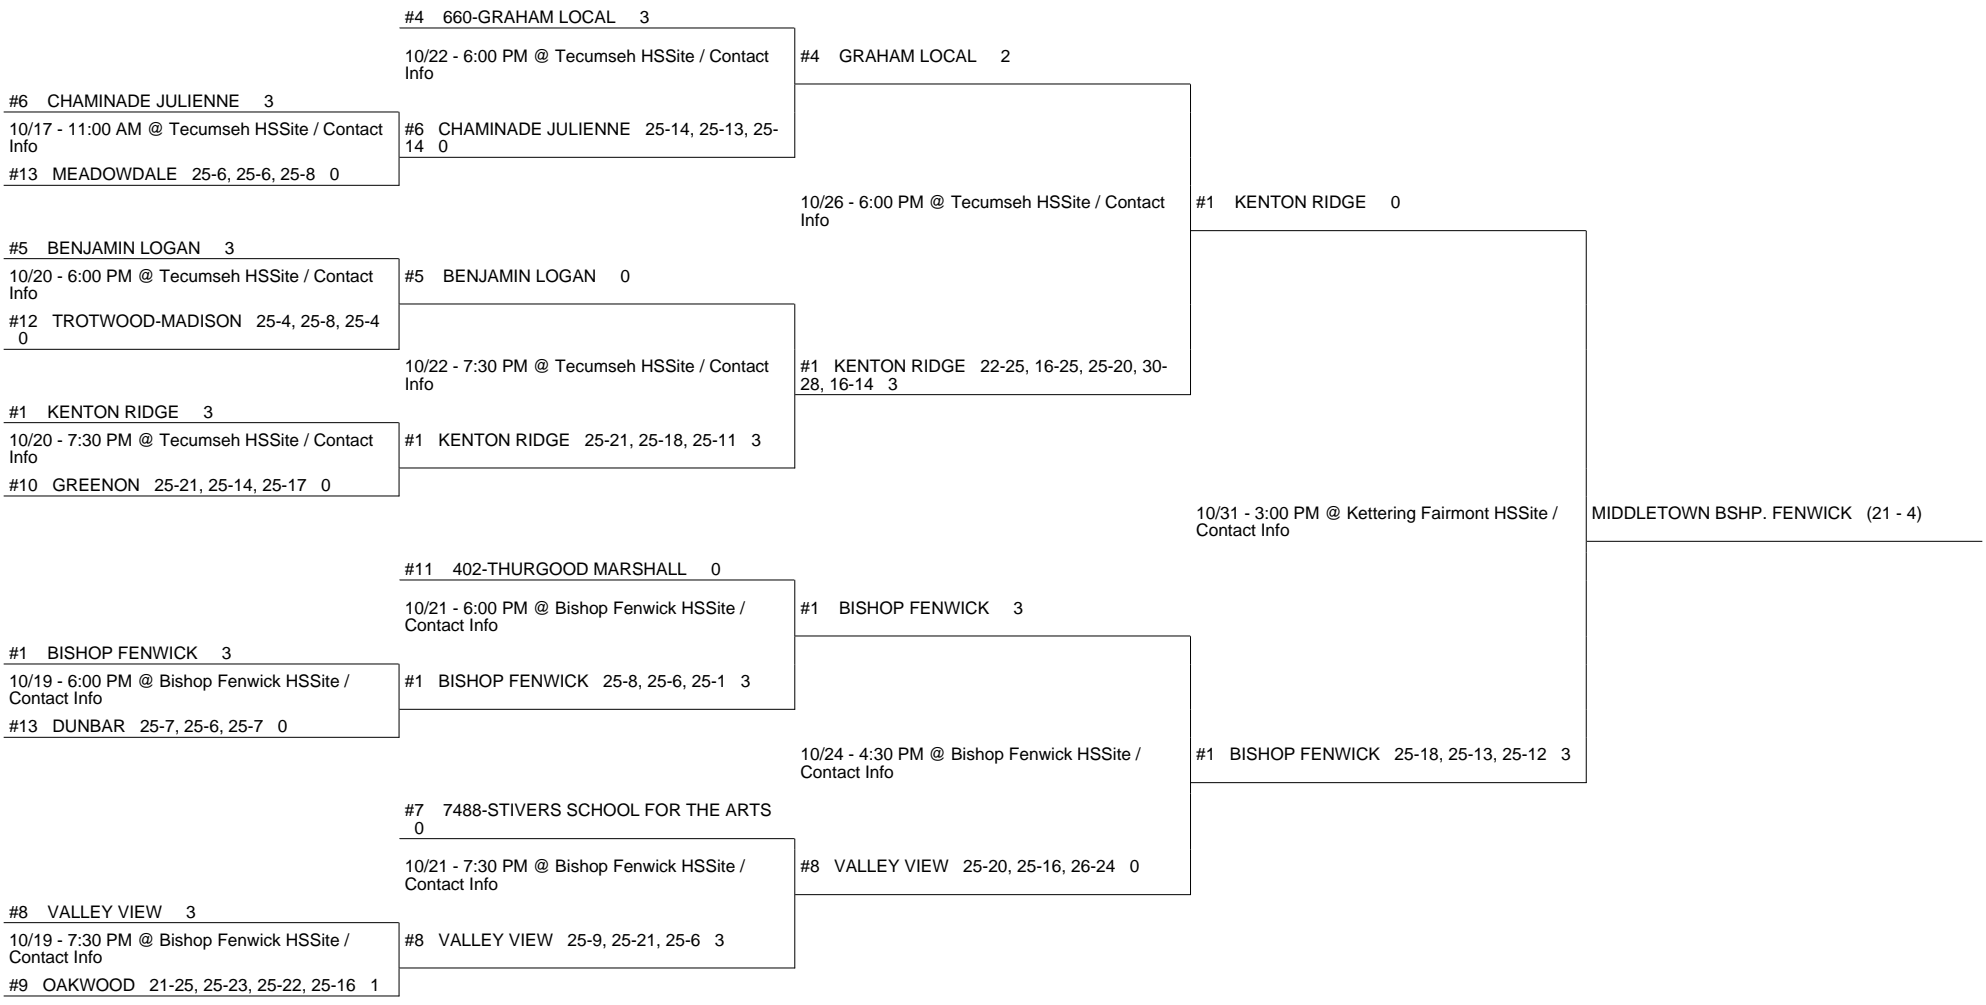 #4 660-GRAHAM LOCAL 3
10/22 - 6:00 PM @ Tecumseh HSSite / Contact
Info
#4 GRAHAM LOCAL 2
#6 CHAMINADE JULIENNE 3
10/17 - 11:00 AM @ Tecumseh HSSite / Contact
Info
#6 CHAMINADE JULIENNE 25-14, 25-13, 25-
14 0
#13 MEADOWDALE 25-6, 25-6, 25-8 0
10/26 - 6:00 PM @ Tecumseh HSSite / Contact
Info
#1 KENTON RIDGE 0
#5 BENJAMIN LOGAN 3
10/20 - 6:00 PM @ Tecumseh HSSite / Contact
Info
#5 BENJAMIN LOGAN 0
#12 TROTWOOD-MADISON 25-4, 25-8, 25-4
0
10/22 - 7:30 PM @ Tecumseh HSSite / Contact
Info
#1 KENTON RIDGE 22-25, 16-25, 25-20, 30-
28, 16-14 3
#1 KENTON RIDGE 3
10/20 - 7:30 PM @ Tecumseh HSSite / Contact
Info
#1 KENTON RIDGE 25-21, 25-18, 25-11 3
#10 GREENON 25-21, 25-14, 25-17 0
10/31 - 3:00 PM @ Kettering Fairmont HSSite /
Contact Info
MIDDLETOWN BSHP. FENWICK (21 - 4)
#11 402-THURGOOD MARSHALL 0
10/21 - 6:00 PM @ Bishop Fenwick HSSite /
Contact Info
#1 BISHOP FENWICK 3
#1 BISHOP FENWICK 3
10/19 - 6:00 PM @ Bishop Fenwick HSSite /
Contact Info
#1 BISHOP FENWICK 25-8, 25-6, 25-1 3
#13 DUNBAR 25-7, 25-6, 25-7 0
10/24 - 4:30 PM @ Bishop Fenwick HSSite /
Contact Info
#1 BISHOP FENWICK 25-18, 25-13, 25-12 3
#7 7488-STIVERS SCHOOL FOR THE ARTS
0
10/21 - 7:30 PM @ Bishop Fenwick HSSite /
Contact Info
#8 VALLEY VIEW 25-20, 25-16, 26-24 0
#8 VALLEY VIEW 3
10/19 - 7:30 PM @ Bishop Fenwick HSSite /
Contact Info
#8 VALLEY VIEW 25-9, 25-21, 25-6 3
#9 OAKWOOD 21-25, 25-23, 25-22, 25-16 1